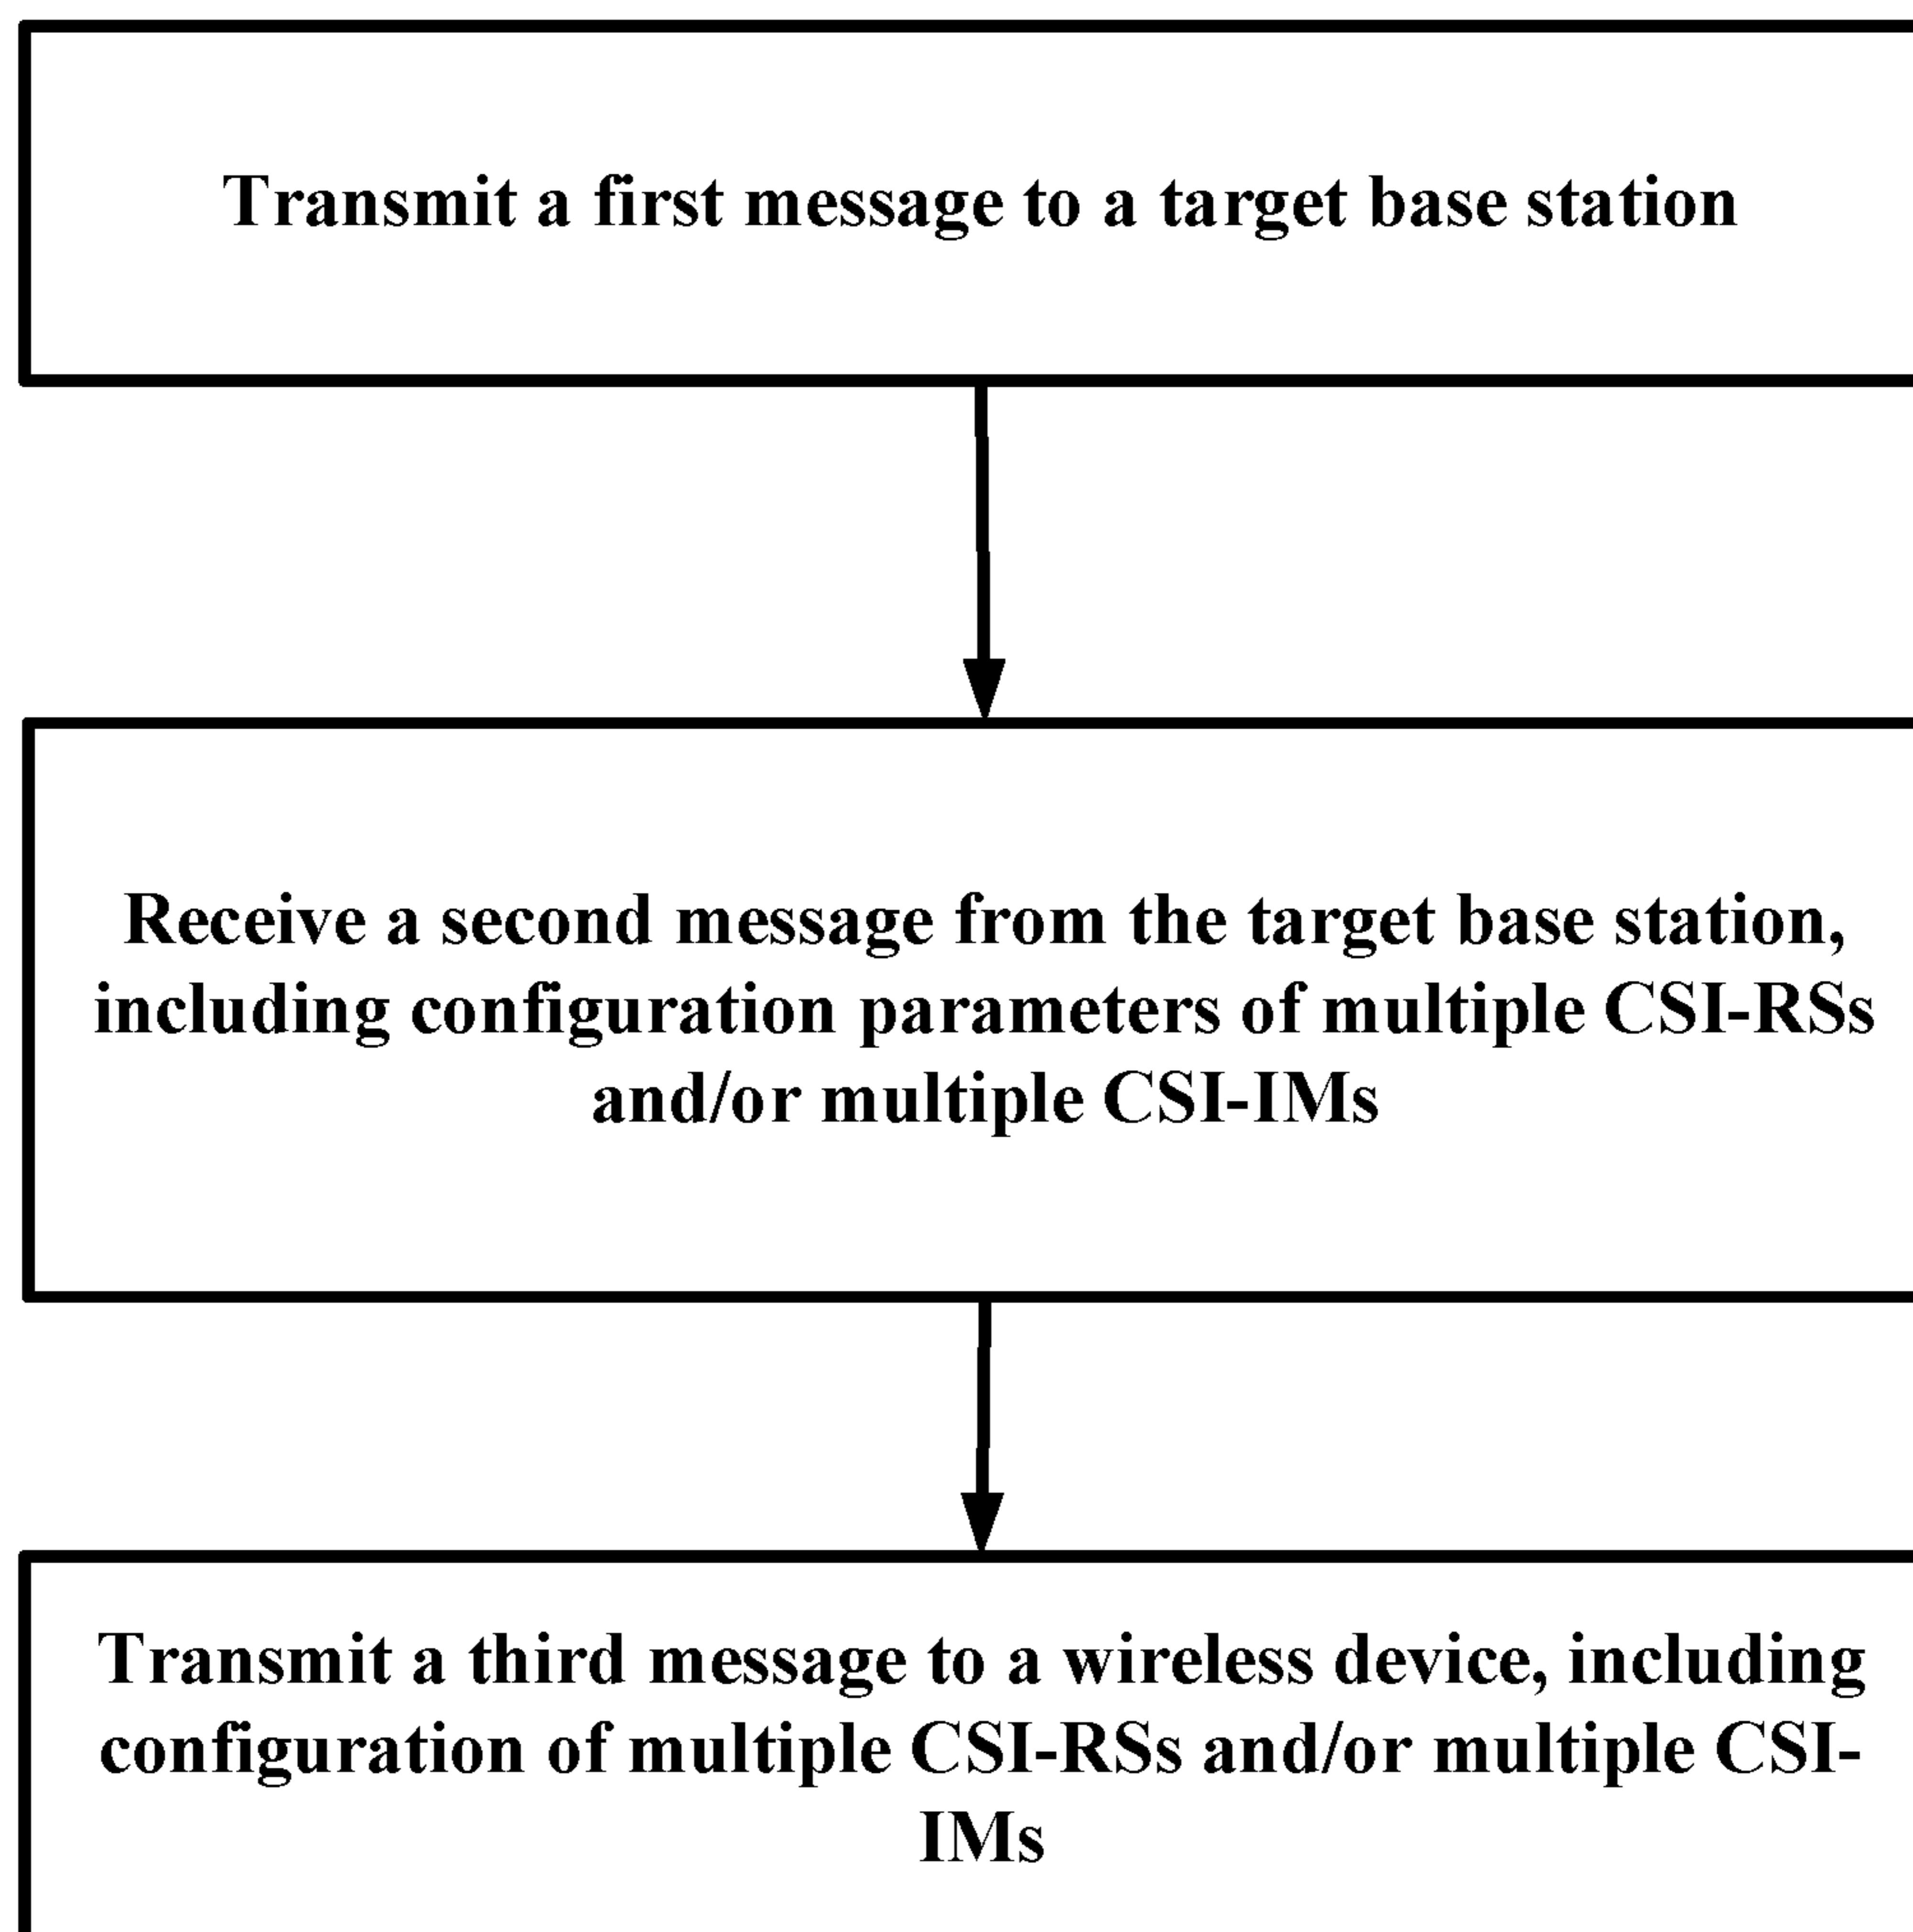 Transmit a first message to a target base station
Receive a second message from the target base station,
including configuration parameters of multiple CSI-RSs
and/or multiple CSI-IMs
Transmit a third message to a wireless device, including
configuration of multiple CSI-RSs and/or multiple CSI-
IMs